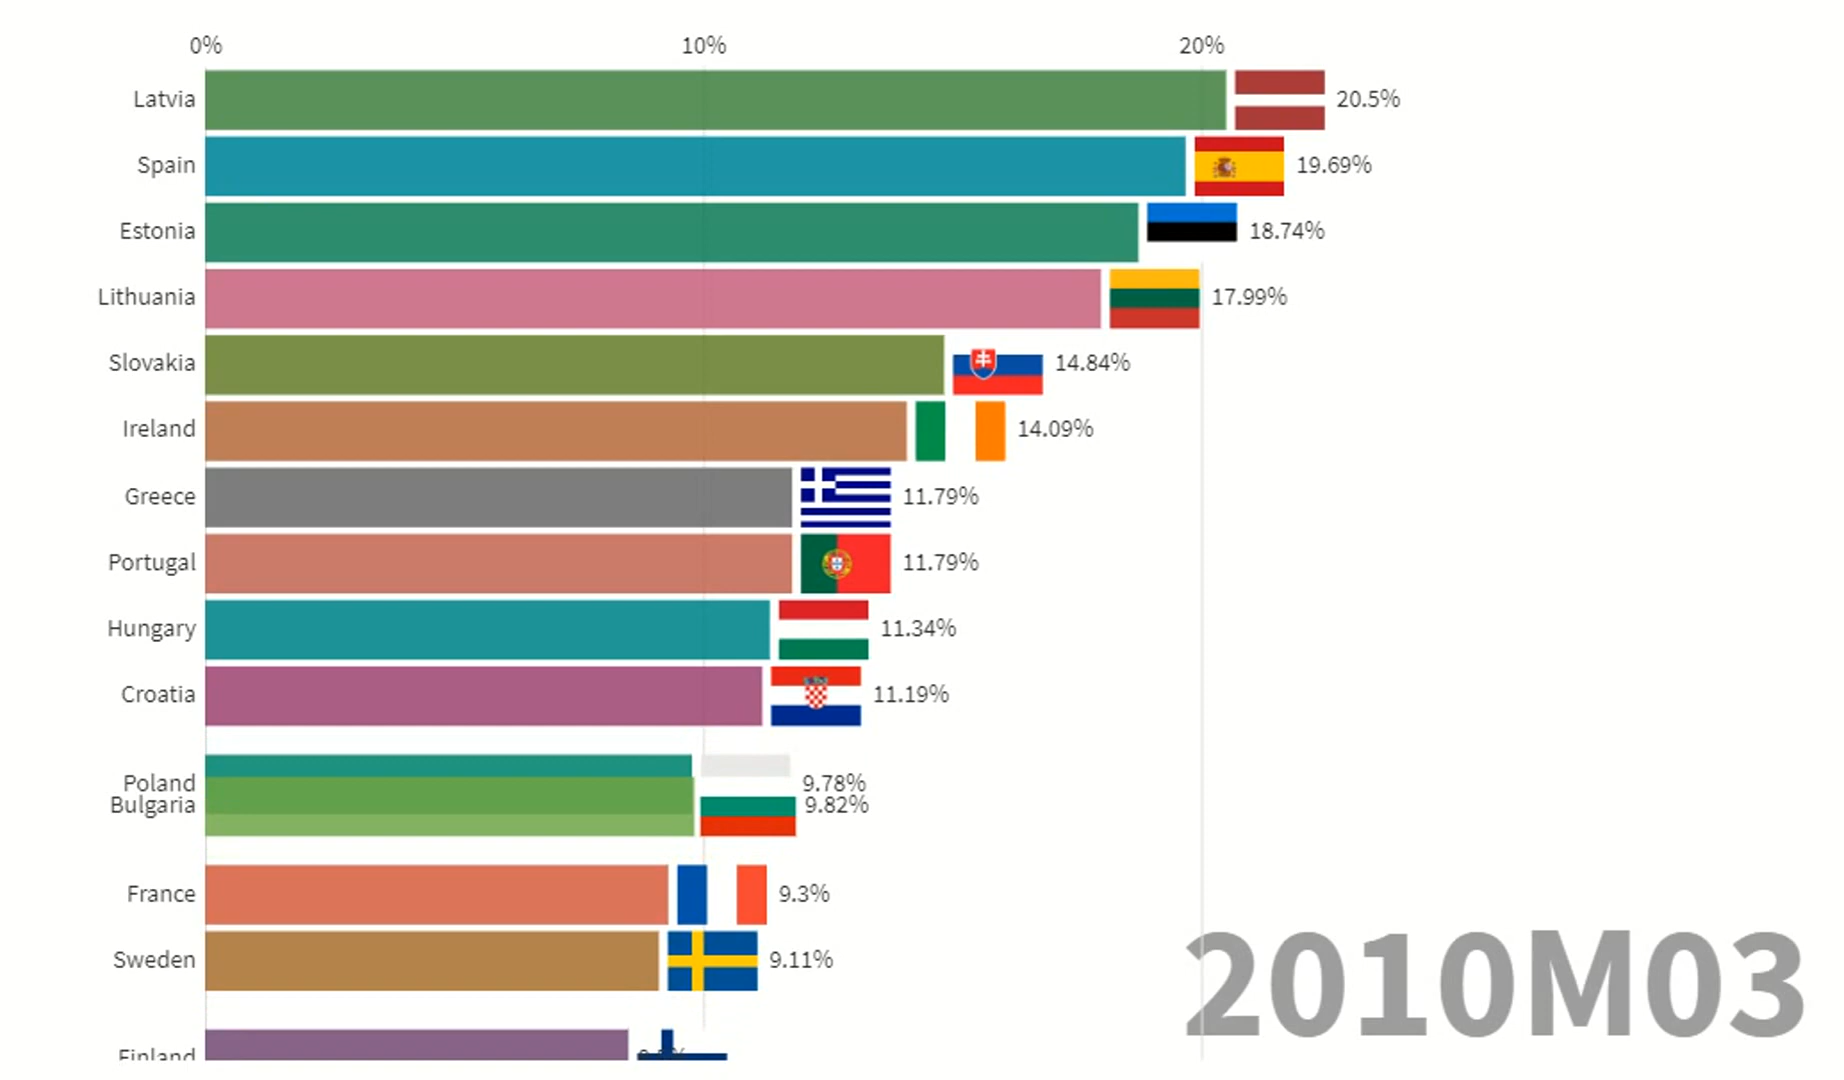 0% 10% 20%
Latvia 20.5%
Spain 19.69%
Estonia 18.74%
Lithuania 17.99%
Slovakia 14.84%
Ireland 14.09%
Greece 11.79%
Portugal 11.79%
Hungary 11.34%
Croatia 11.19%
Poland 9.78%
Bulgaria 9.82%
France 9.3%
Sweden 9.11%
2010M03
Finland